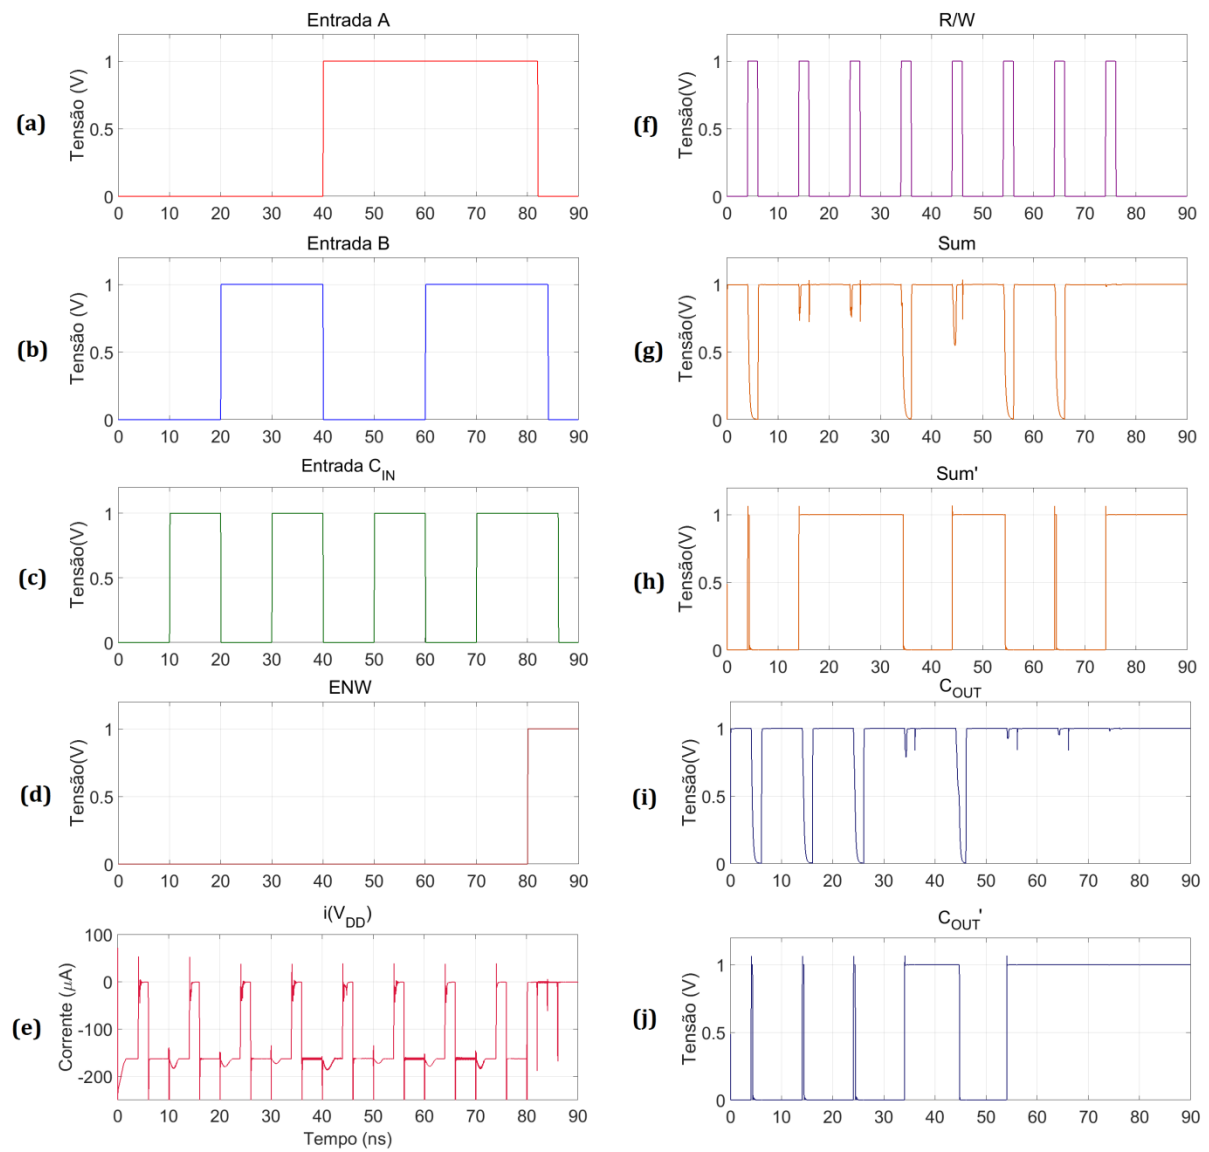 Entrada A
(a)
Tensão (V)
1
0.5
0
0 10 20 30 40 50 60 70 80 90
Entrada B
(b)
Tensão (V)
1
0.5
0
0 10 20 30 40 50 60 70 80 90
Entrada C_IN
(c)
Tensão(V)
1
0.5
0
0 10 20 30 40 50 60 70 80 90
ENW
(d)
Tensão(V)
1
0.5
0
0 10 20 30 40 50 60 70 80 90
i(V_DD)
(e)
Corrente (μA)
100
0
-100
-200
0 10 20 30 40 50 60 70 80 90
Tempo (ns)
R/W
(f)
Tensão(V)
1
0.5
0
0 10 20 30 40 50 60 70 80 90
Sum
(g)
Tensão(V)
1
0.5
0
0 10 20 30 40 50 60 70 80 90
Sum'
(h)
Tensão(V)
1
0.5
0
0 10 20 30 40 50 60 70 80 90
C_OUT
(i)
Tensão(V)
1
0.5
0
0 10 20 30 40 50 60 70 80 90
C_OUT'
(j)
Tensão (V)
1
0.5
0
0 10 20 30 40 50 60 70 80 90